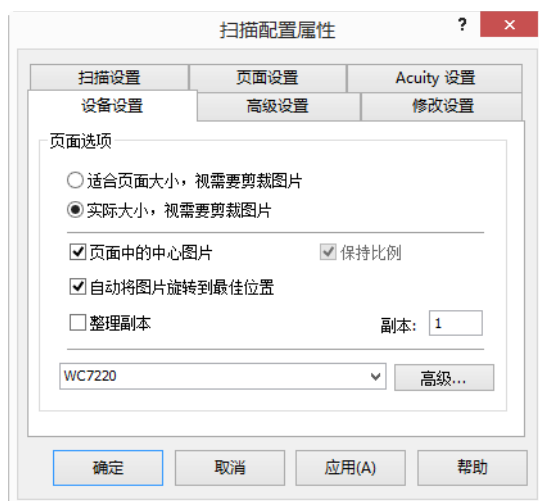 扫描配置属性 ?
扫描设置 页面设置 Acuity 设置
设备设置 高级设置 修改设置
页面选项
适合页面大小，视需要剪裁图片
实际大小，视需要剪裁图片
页面中的中心图片 保持比例
自动将图片旋转到最佳位置
整理副本 副本: 1
WC7220 高级...
确定 取消 应用(A) 帮助